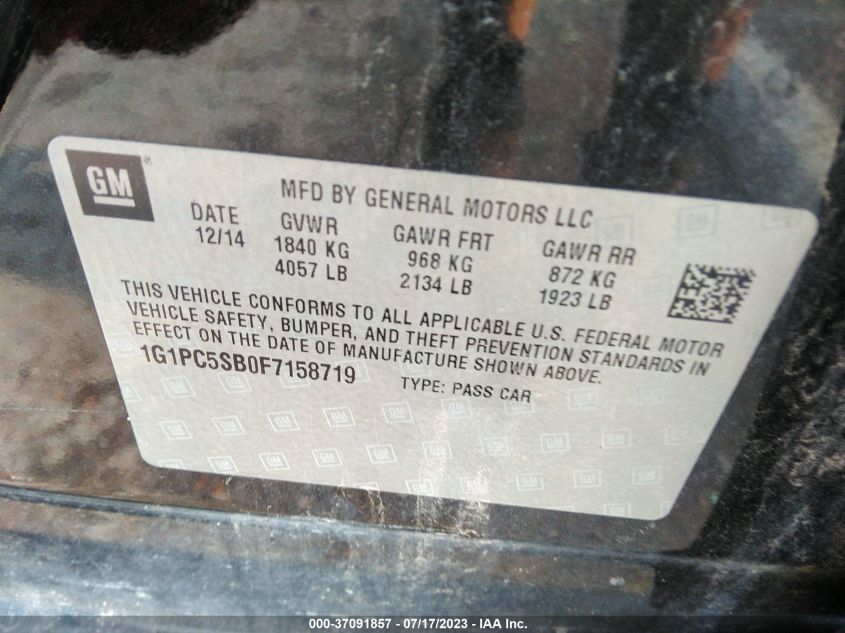 GM ®
MFD BY GENERAL MOTORS LLC
DATE GVWR GAWR FRT GAWR RR
12/14 1840 KG 968 KG 872 KG
4057 LB 2134 LB 1923 LB
THIS VEHICLE CONFORMS TO ALL APPLICABLE U.S. FEDERAL MOTOR
VEHICLE SAFETY, BUMPER, AND THEFT PREVENTION STANDARDS IN
EFFECT ON THE DATE OF MANUFACTURE SHOWN ABOVE.
1G1PC5SB0F7158719 TYPE: PASS CAR
000-37091857 / 07/17/2023 - © IAA Inc.